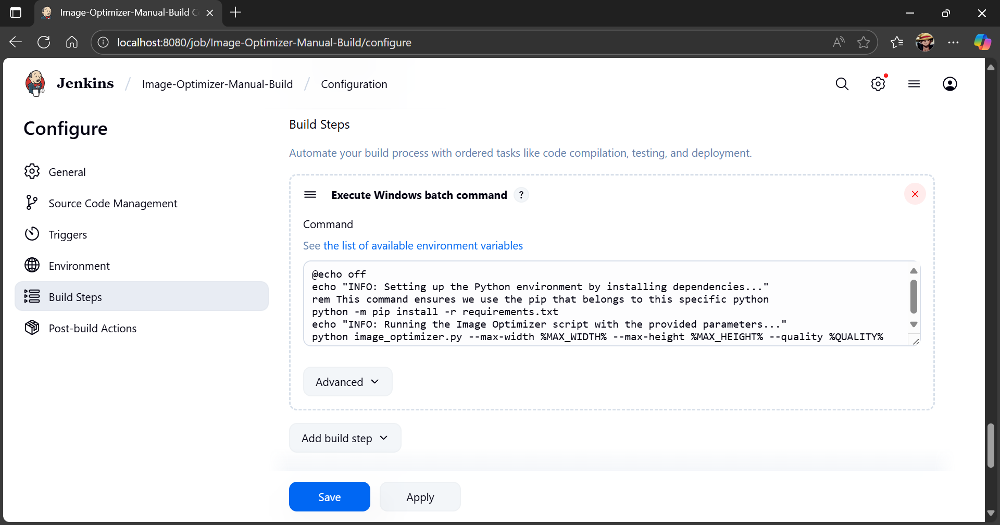 Image-Optimizer-Manual-Build C
localhost:8080/job/Image-Optimizer-Manual-Build/configure
Jenkins / Image-Optimizer-Manual-Build / Configuration
Configure
General
Source Code Management
Triggers
Environment
Build Steps
Post-build Actions
Build Steps
Automate your build process with ordered tasks like code compilation, testing, and deployment.
Execute Windows batch command ?
Command
See the list of available environment variables
@echo off
echo "INFO: Setting up the Python environment by installing dependencies..."
rem This command ensures we use the pip that belongs to this specific python
python -m pip install -r requirements.txt
echo "INFO: Running the Image Optimizer script with the provided parameters..."
python image_optimizer.py --max-width %MAX_WIDTH% --max-height %MAX_HEIGHT% --quality %QUALITY%
Advanced
Add build step
Save
Apply